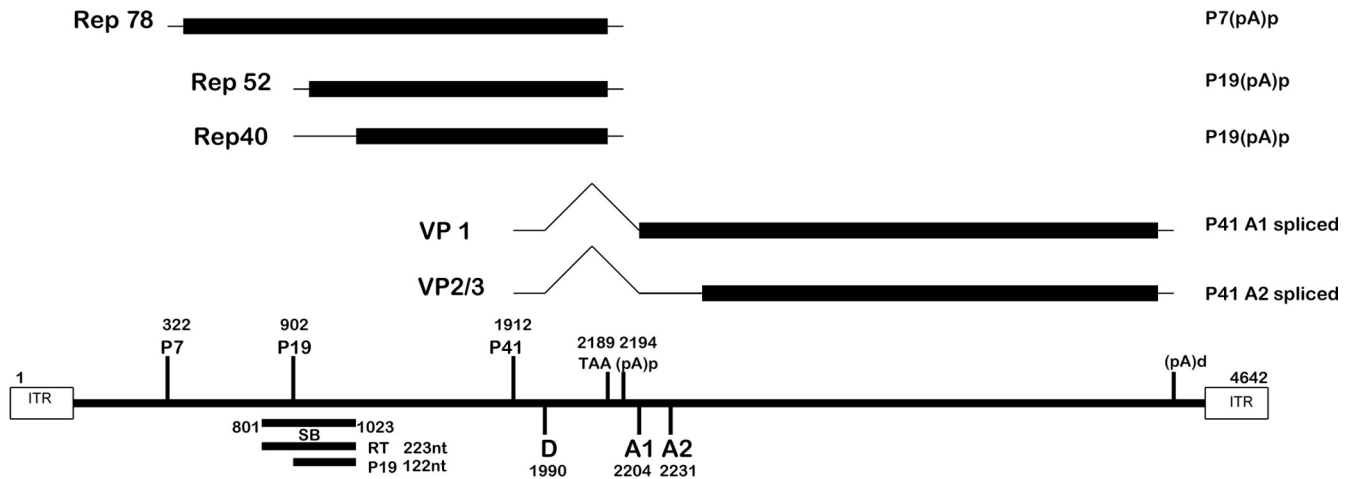 Rep 78 P7(pA)p
Rep 52 P19(pA)p
Rep40 P19(pA)p
VP 1 P41 A1 spliced
VP2/3 P41 A2 spliced
322 902 1912 2189 2194
P7 P19 P41 TAA (pA)p (pA)d
1 4642
ITR ITR
801 1023
SB
RT 223nt
P19 122nt
D A1 A2
1990 2204 2231